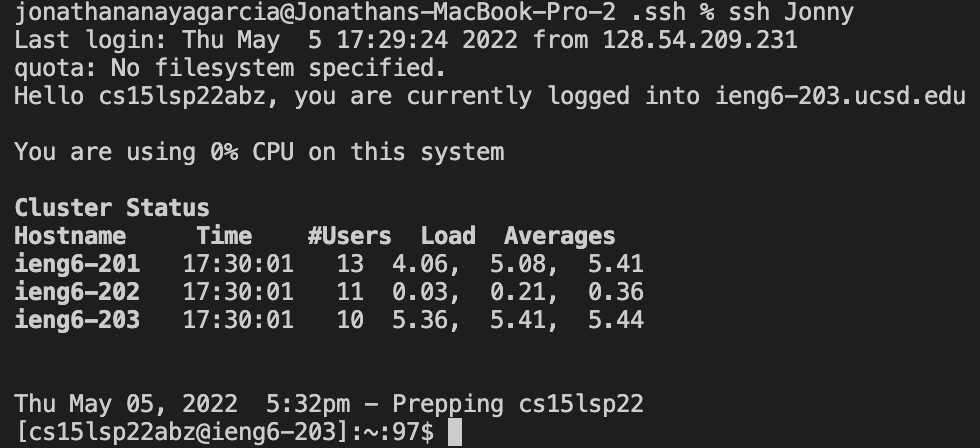 jonathananayagarcia@Jonathans-MacBook-Pro-2 .ssh % ssh Jonny
Last login: Thu May  5 17:29:24 2022 from 128.54.209.231
quota: No filesystem specified.
Hello cs15lsp22abz, you are currently logged into ieng6-203.ucsd.edu
You are using 0% CPU on this system
Cluster Status
Hostname     Time    #Users  Load  Averages
ieng6-201   17:30:01   13  4.06,  5.08,  5.41
ieng6-202   17:30:01   11  0.03,  0.21,  0.36
ieng6-203   17:30:01   10  5.36,  5.41,  5.44
Thu May 05, 2022  5:32pm - Prepping cs15lsp22
[cs15lsp22abz@ieng6-203]:~:97$